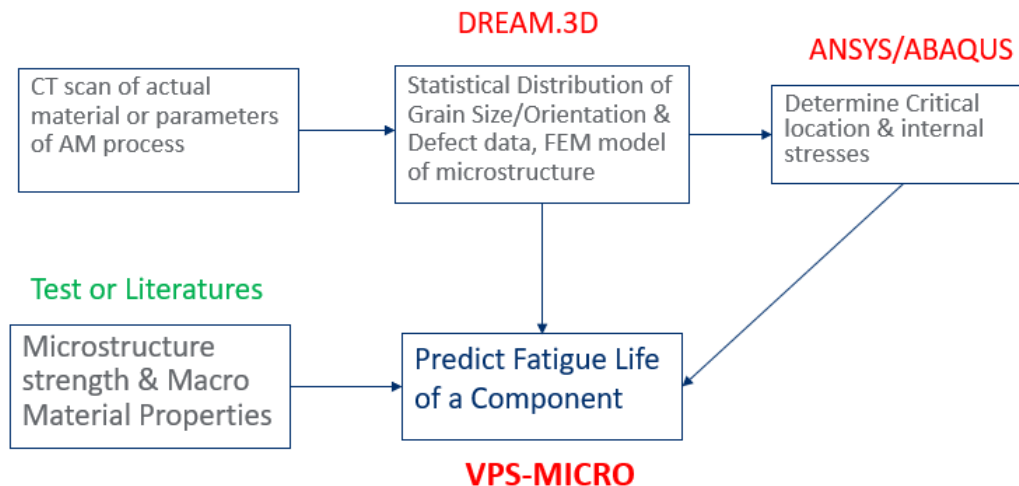 DREAM.3D
ANSYS/ABAQUS
CT scan of actual
material or parameters
of AM process
Statistical Distribution of
Grain Size/Orientation &
Defect data, FEM model
of microstructure
Determine Critical
location & internal
stresses
Test or Literatures
Microstructure
strength & Macro
Material Properties
Predict Fatigue Life
of a Component
VPS-MICRO